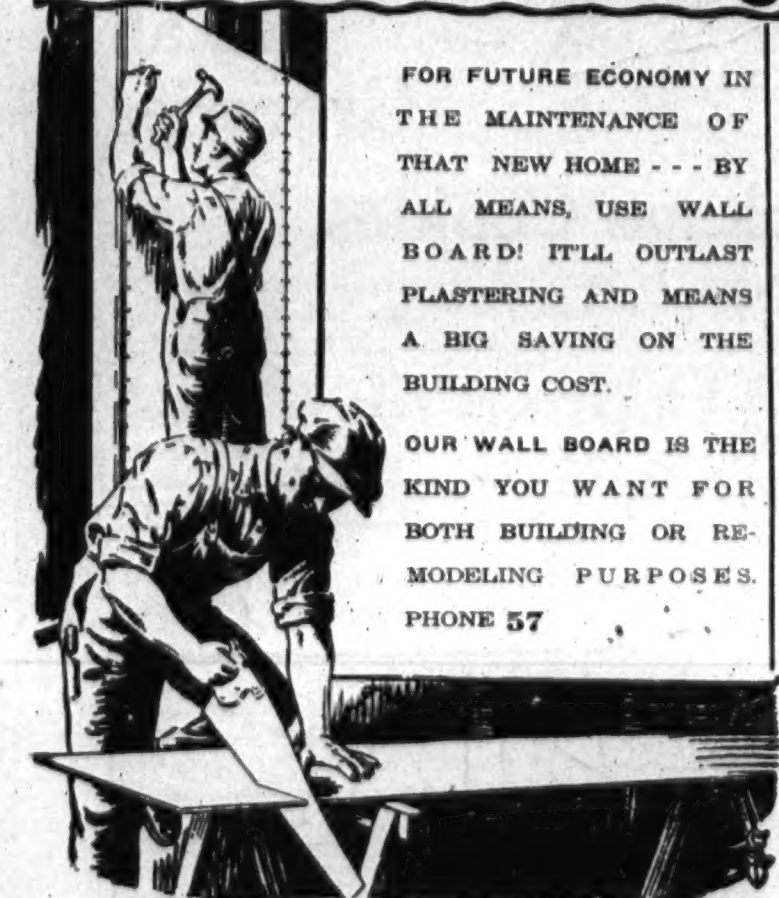 FOR FUTURE ECONOMY IN
THE MAINTENANCE OF
THAT NEW HOME - - - BY
ALL MEANS, USE WALL
BOARD! IT'LL OUTLAST
PLASTERING AND MEANS
A BIG SAVING ON THE
BUILDING COST.
OUR WALL BOARD IS THE
KIND YOU WANT FOR
BOTH BUILDING OR RE-
MODELING PURPOSES.
PHONE 57